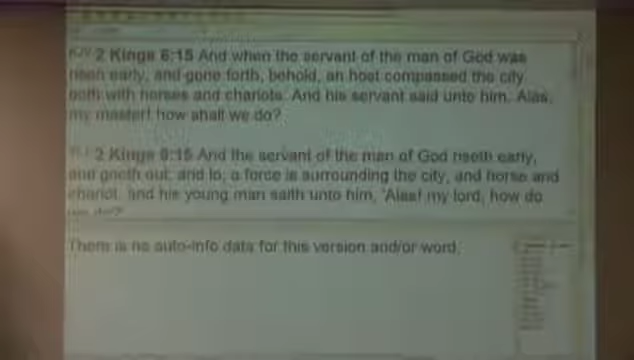 KJV 2 Kings 6:15 And when the servant of the man of God was
risen early, and gone forth, behold, an host compassed the city
both with horses and chariots. And his servant said unto him, Alas,
my master! how shall we do?
2 Kings 6:15 And the servant of the man of God riseth early,
and goeth out, and lo, a force is surrounding the city, and horse and
chariot, and his young man saith unto him, 'Alas! my lord, how do
There is no auto-info data for this version and/or word.